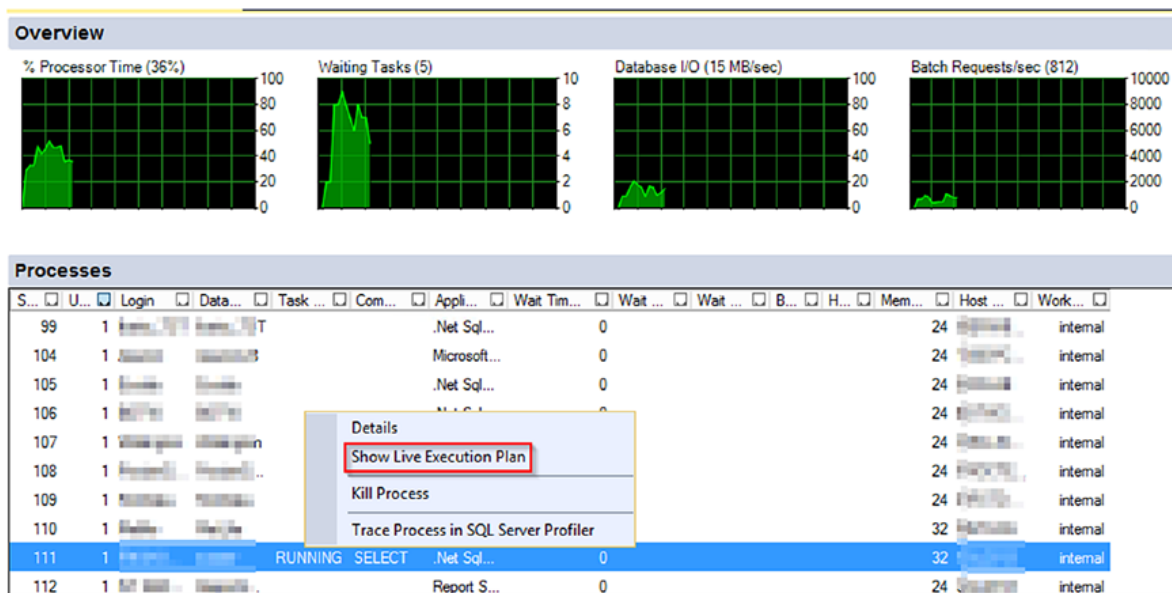 Overview
% Processor Time (36%) Waiting Tasks (5) Database I/O (15 MB/sec) Batch Requests/sec (812)
100 10 100 10000
80 8 80 8000
60 6 60 6000
40 4 40 4000
20 2 20 2000
0 0 0 0
Processes
S... U... Login Data... Task ... Com... Appli... Wait Tim... Wait ... Wait ... B... H... Mem... Host ... Work...
99 1 T .Net Sql... 0 24 internal
104 1 Microsoft... 0 24 internal
105 1 .Net Sql... 0 24 internal
106 1 24 internal
Details
107 1 24 internal
Show Live Execution Plan
108 1 24 internal
Kill Process
109 1 24 internal
Trace Process in SQL Server Profiler
110 1 32 internal
111 1 RUNNING SELECT .Net Sql... 0 32 internal
112 1 Report S... 0 24 internal